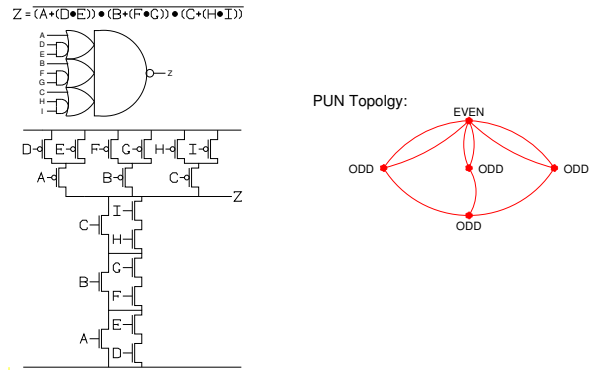 Z = (A+(D●E))●(B+(F●G))●(C+(H●I))
A
D
E
B
F
G
C
H
I
Z
PUN Topolgy:
EVEN
ODD ODD ODD
ODD
D E F G H I
A B C
Z
I
C
H
G
B
F
E
A
D